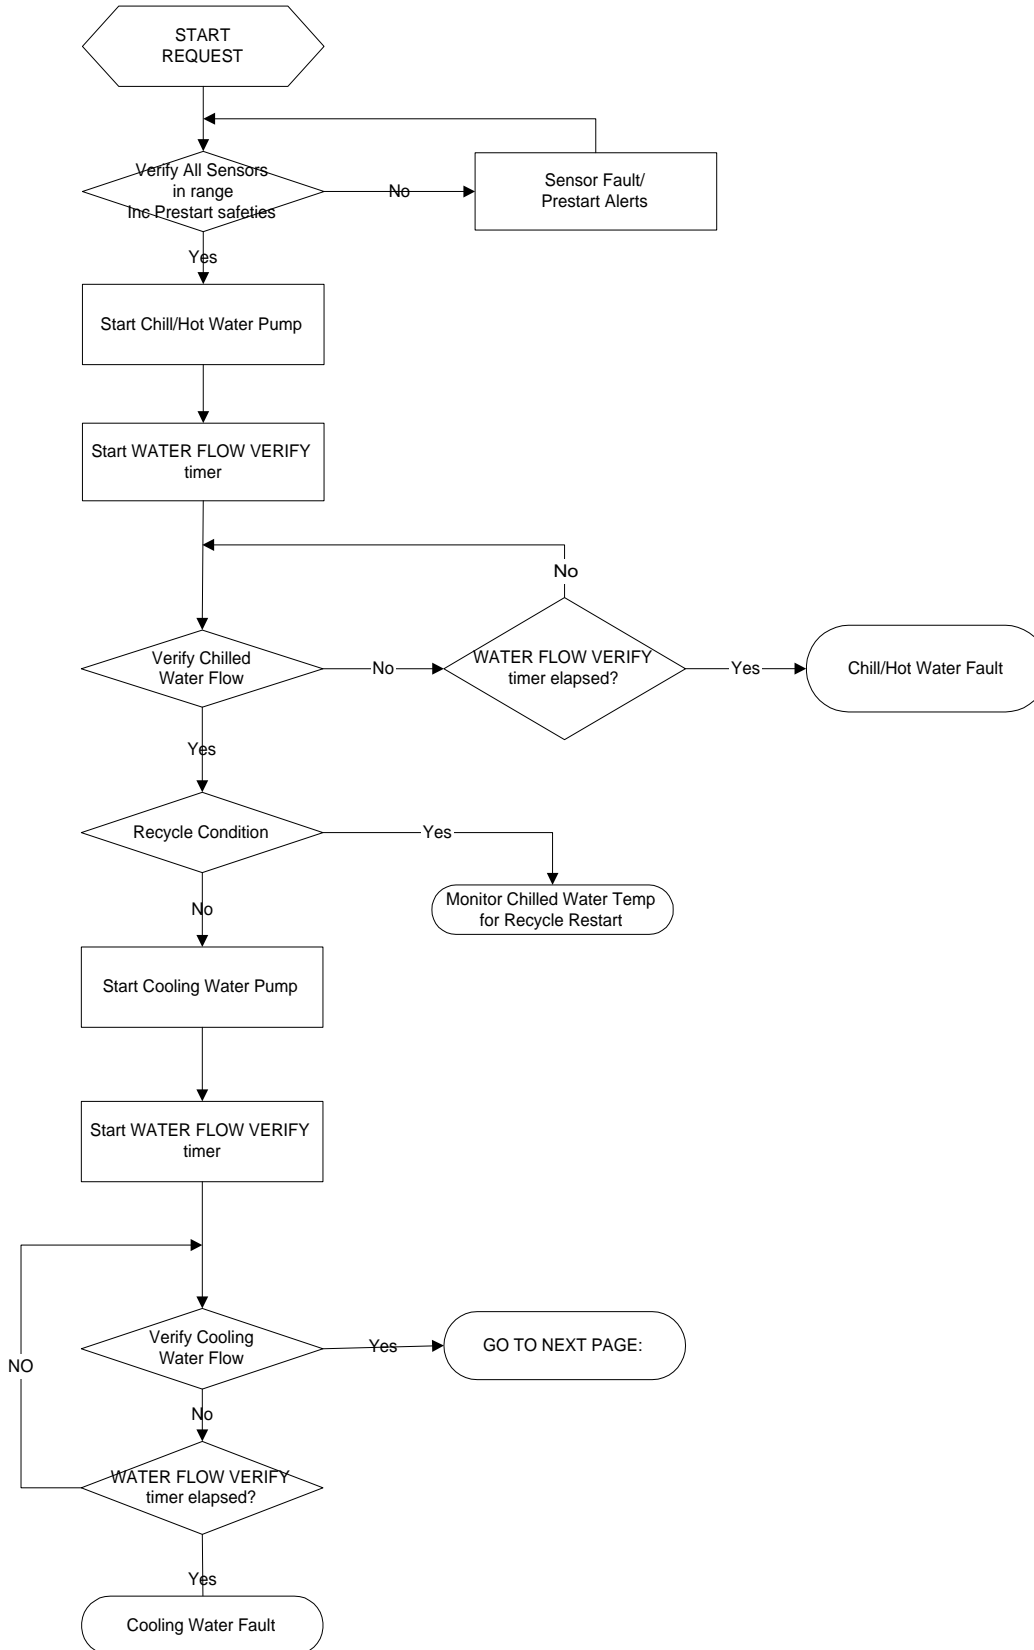 START
REQUEST
Verify All Sensors
in range
Inc Prestart safeties
No
Sensor Fault/
Prestart Alerts
Yes
Start Chill/Hot Water Pump
Start WATER FLOW VERIFY
timer
No
Verify Chilled
Water Flow
No
WATER FLOW VERIFY
timer elapsed?
Yes
Chill/Hot Water Fault
Yes
Recycle Condition
Yes
Monitor Chilled Water Temp
for Recycle Restart
No
Start Cooling Water Pump
Start WATER FLOW VERIFY
timer
Verify Cooling
Water Flow
Yes
GO TO NEXT PAGE:
NO
No
WATER FLOW VERIFY
timer elapsed?
Yes
Cooling Water Fault